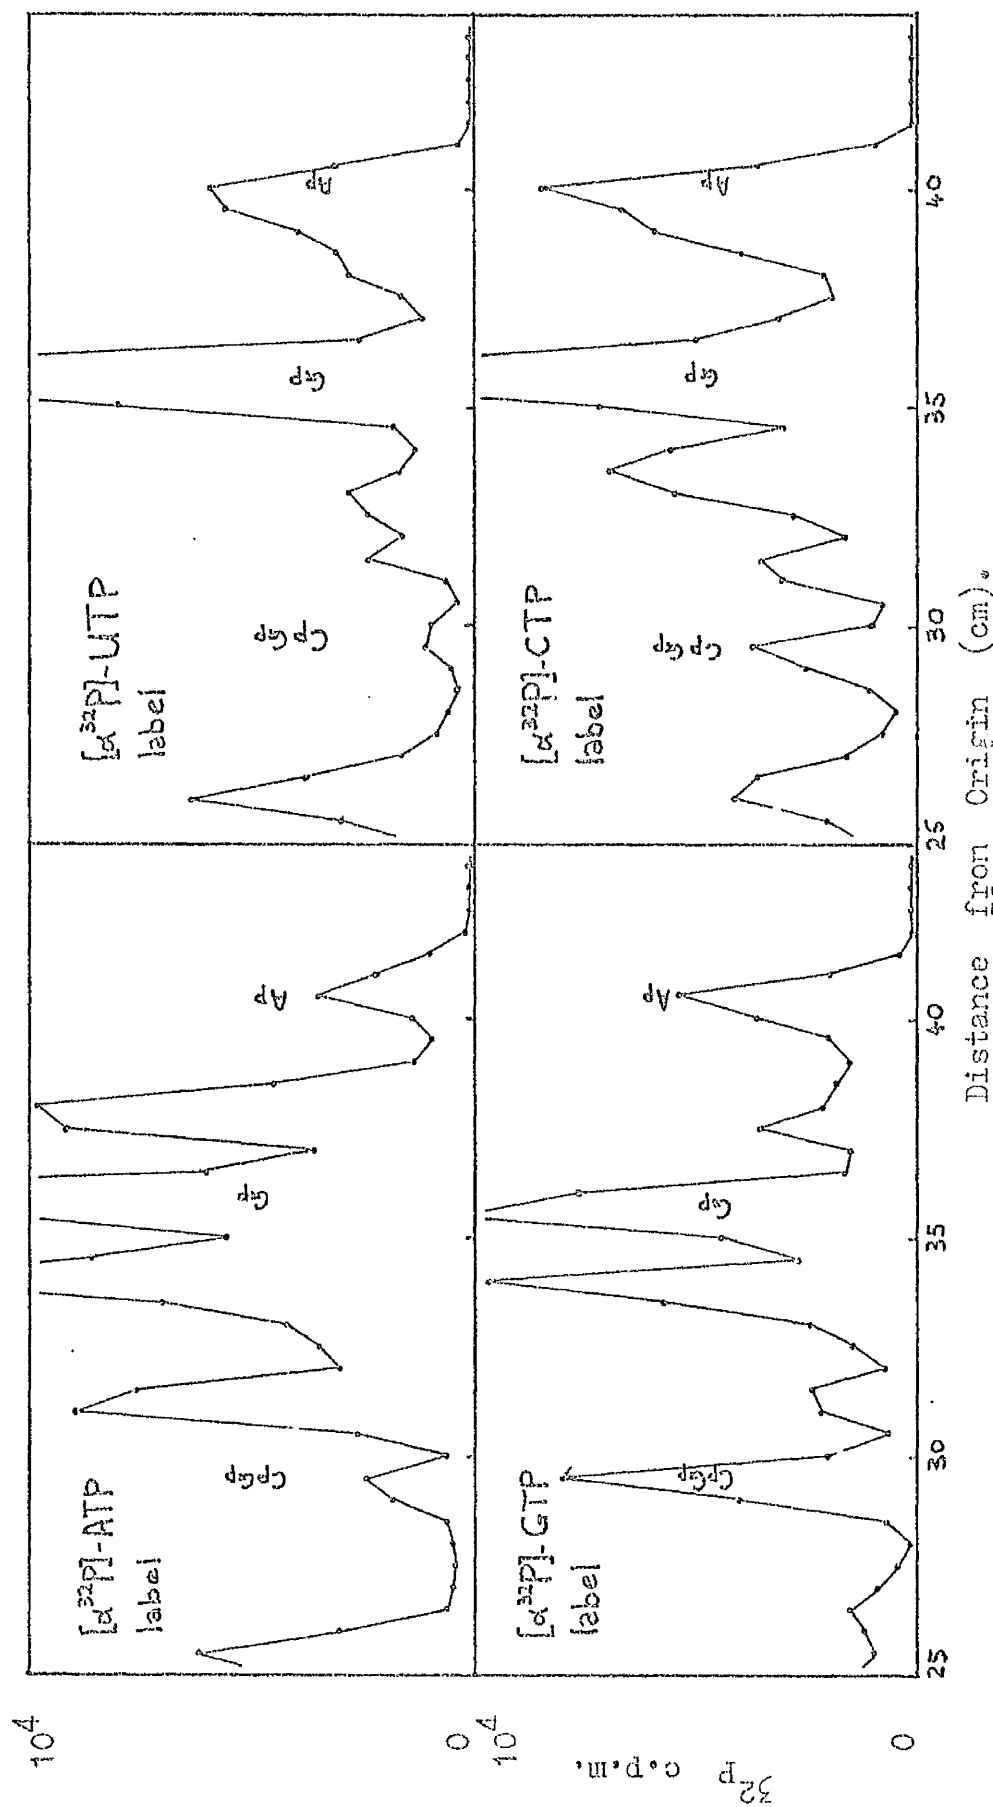 [α³²P]-ATP
label
CpGp
Gp
Ap
[α³²P]-UTP
label
CpGp
Gp
Ap
[α³²P]-GTP
label
CpGp
Gp
Ap
[α³²P]-CTP
label
CpGp
Gp
Ap
10⁴
0
10⁴
0
³²P c.p.m.
25 30 35 40 25 30 35 40
Distance from Origin (cm).